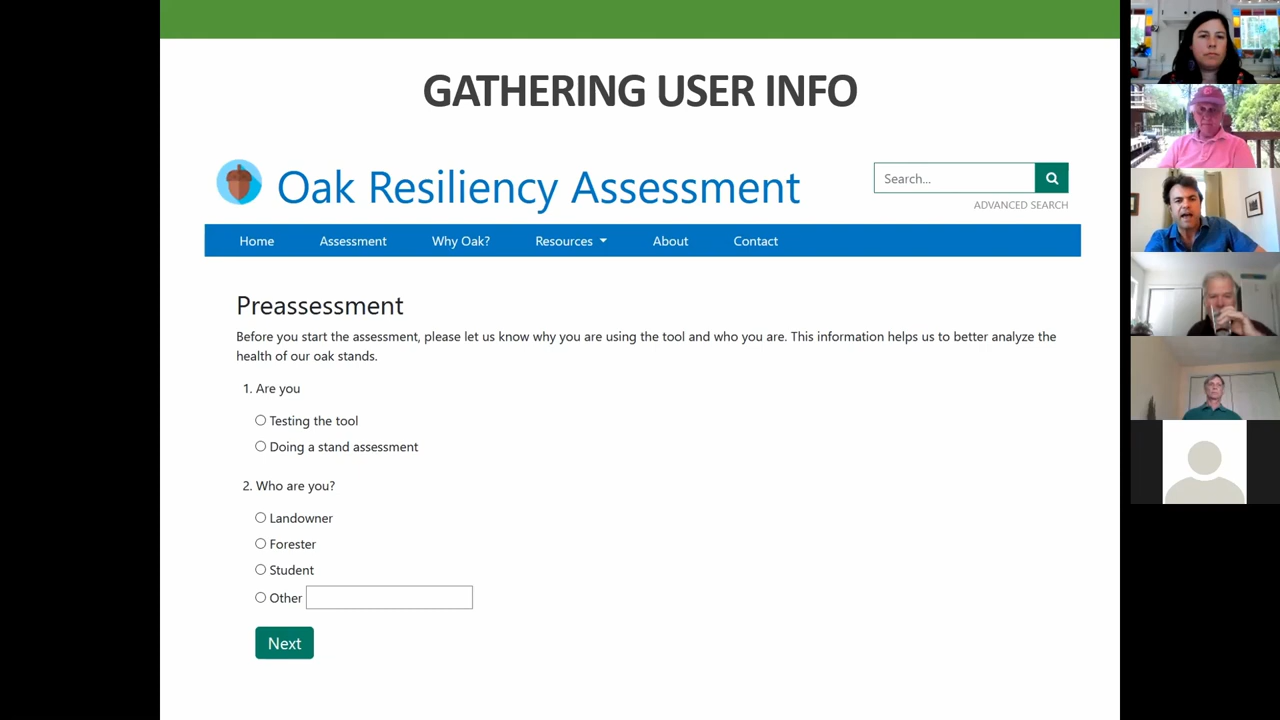 GATHERING USER INFO
Oak Resiliency Assessment
Search...
ADVANCED SEARCH
Home Assessment Why Oak? Resources About Contact
Preassessment
Before you start the assessment, please let us know why you are using the tool and who you are. This information helps us to better analyze the
health of our oak stands.
1. Are you
Testing the tool
Doing a stand assessment
2. Who are you?
Landowner
Forester
Student
Other
Next